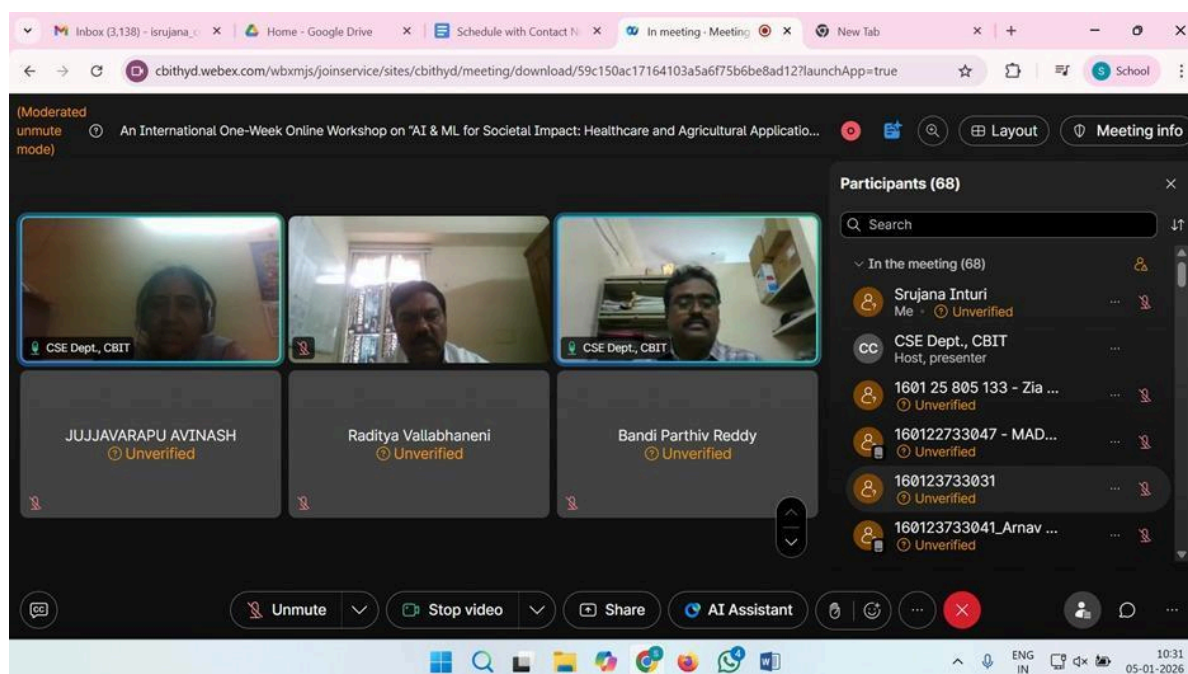 Inbox (3,138) - isrujana_c
Home - Google Drive
Schedule with Contact N
In meeting - Meeting
New Tab
cbithyd.webex.com/wbxmjs/joinservice/sites/cbithyd/meeting/download/59c150ac17164103a5a6f75b6be8ad12?launchApp=true
S School
(Moderated
unmute
mode)
An International One-Week Online Workshop on "AI & ML for Societal Impact: Healthcare and Agricultural Applicatio...
Layout
Meeting info
CSE Dept., CBIT
CSE Dept., CBIT
JUJJAVARAPU AVINASH
Unverified
Raditya Vallabhaneni
Unverified
Bandi Parthiv Reddy
Unverified
Participants (68)
Search
In the meeting (68)
Srujana Inturi
Me • Unverified
CC
CSE Dept., CBIT
Host, presenter
1601 25 805 133 - Zia ...
Unverified
160122733047 - MAD...
Unverified
160123733031
Unverified
160123733041_Arnav ...
Unverified
CC
Unmute
Stop video
Share
AI Assistant
ENG
IN
10:31
05-01-2026